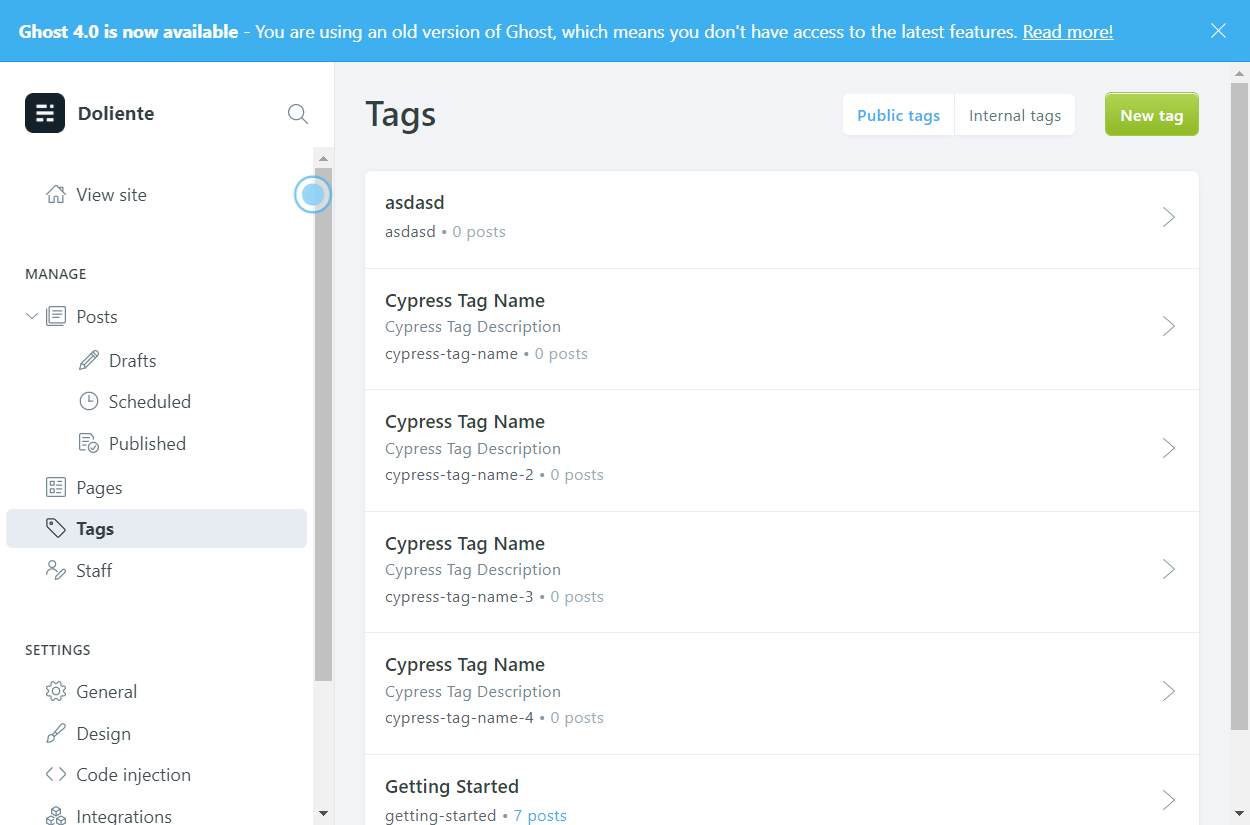 Ghost 4.0 is now available - You are using an old version of Ghost, which means you don't have access to the latest features. Read more!
Doliente
View site
MANAGE
Posts
Drafts
Scheduled
Published
Pages
Tags
Staff
SETTINGS
General
Design
Code injection
Integrations
Tags
Public tags
Internal tags
New tag
asdasd
asdasd • 0 posts
Cypress Tag Name
Cypress Tag Description
cypress-tag-name • 0 posts
Cypress Tag Name
Cypress Tag Description
cypress-tag-name-2 • 0 posts
Cypress Tag Name
Cypress Tag Description
cypress-tag-name-3 • 0 posts
Cypress Tag Name
Cypress Tag Description
cypress-tag-name-4 • 0 posts
Getting Started
getting-started • 7 posts